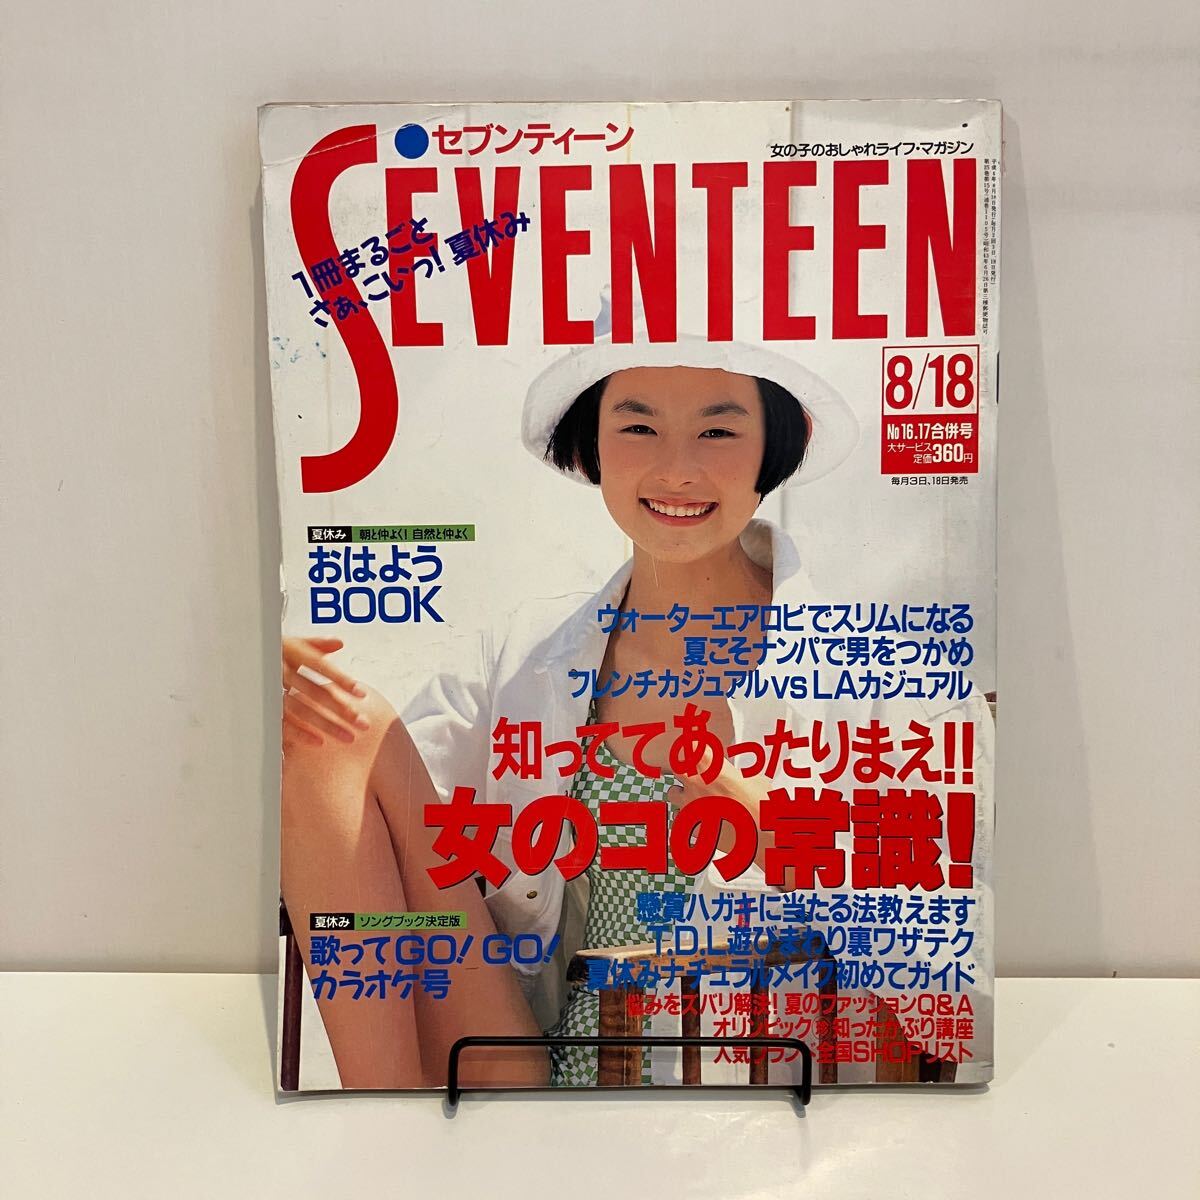 セブンティーン
女の子のおしゃれライフ・マガジン
SEVENTEEN
1冊まるごと
さぁ、こいっ!夏休み
8/18
No16.17合併号
大サービス
定価360円
毎月3日、18日発売
夏休み 朝と仲よく!自然と仲よく
おはよう
BOOK
ウォーターエアロビでスリムになる
夏こそナンパで男をつかめ
フレンチカジュアルvsLAカジュアル
知っててあったりまえ!!
女のコの常識!
懸賞ハガキに当たる法教えます
T.D.L遊びまわり裏ワザテク
夏休みナチュラルメイク初めてガイド
悩みをズバリ解決!夏のファッションQ&A
オリンピック㊙知ったかぶり講座
人気ブランド全国SHOPリスト
夏休み ソングブック決定版
歌ってGO!GO!
カラオケ号